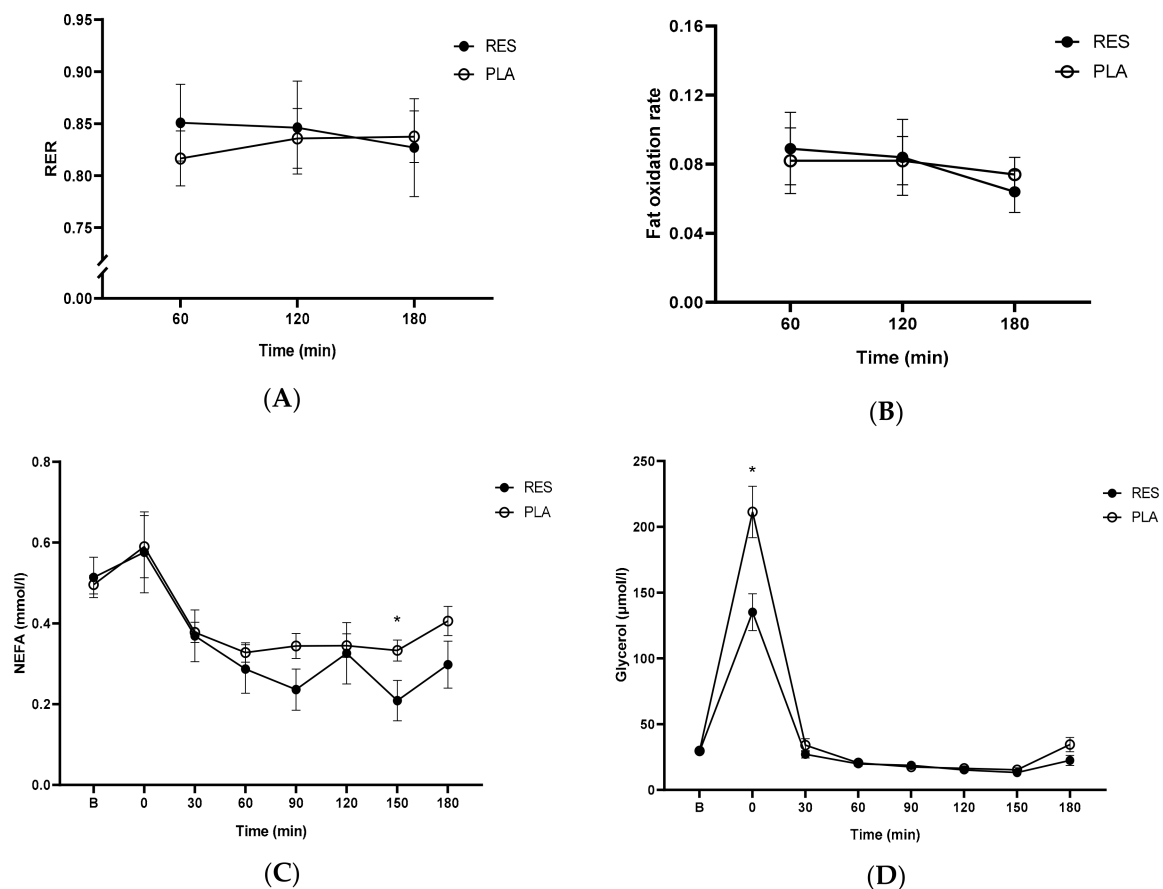 0.95
0.90
0.85
0.80
0.75
0.00
RER
60 120 180
Time (min)
RES
PLA
(A)
0.16
0.12
0.08
0.04
0.00
Fat oxidation rate
60 120 180
Time (min)
RES
PLA
(B)
0.8
0.6
0.4
0.2
0.0
NEFA (mmol/l)
*
B 0 30 60 90 120 150 180
Time (min)
RES
PLA
(C)
250
200
150
100
50
0
Glycerol (μmol/l)
*
B 0 30 60 90 120 150 180
Time (min)
RES
PLA
(D)